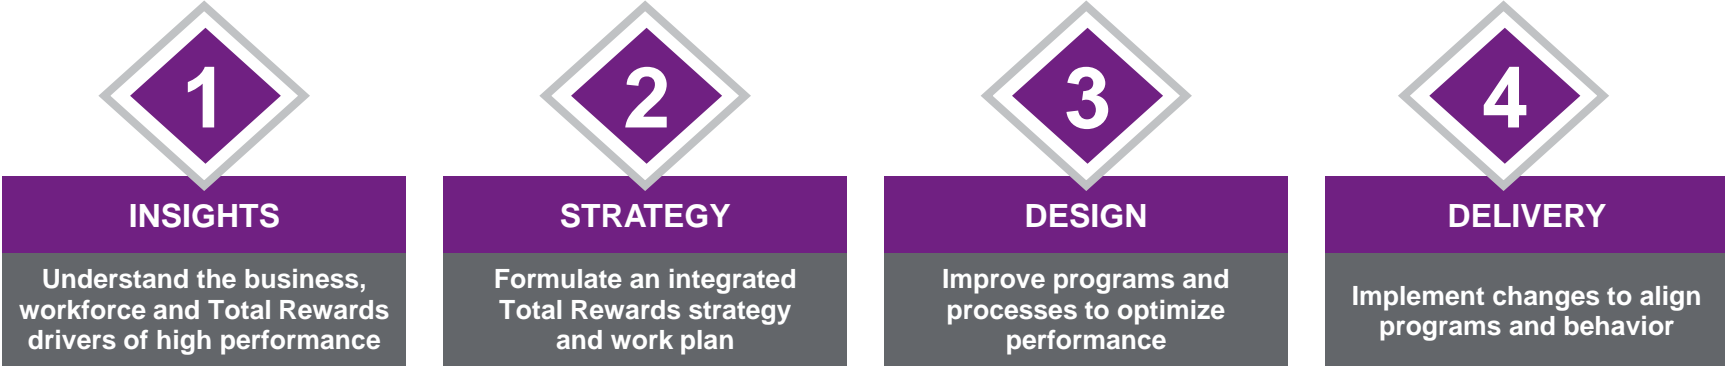 1
INSIGHTS
Understand the business,
workforce and Total Rewards
drivers of high performance
2
STRATEGY
Formulate an integrated
Total Rewards strategy
and work plan
3
DESIGN
Improve programs and
processes to optimize
performance
4
DELIVERY
Implement changes to align
programs and behavior